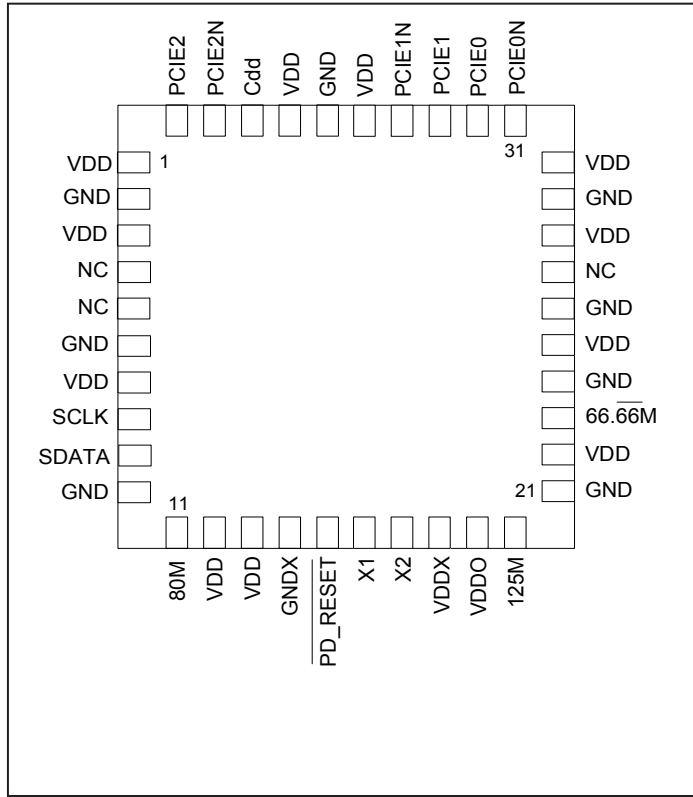 PCIE2
PCIE2N
Cdd
VDD
GND
VDD
PCIE1N
PCIE1
PCIE0
PCIE0N
31
VDD
1
GND
VDD
NC
NC
GND
VDD
SCLK
SDATA
GND
VDD
GND
VDD
NC
GND
VDD
GND
66.66M
VDD
21
GND
11
80M
VDD
VDD
GNDX
PD_RESET
X1
X2
VDDX
VDDO
125M